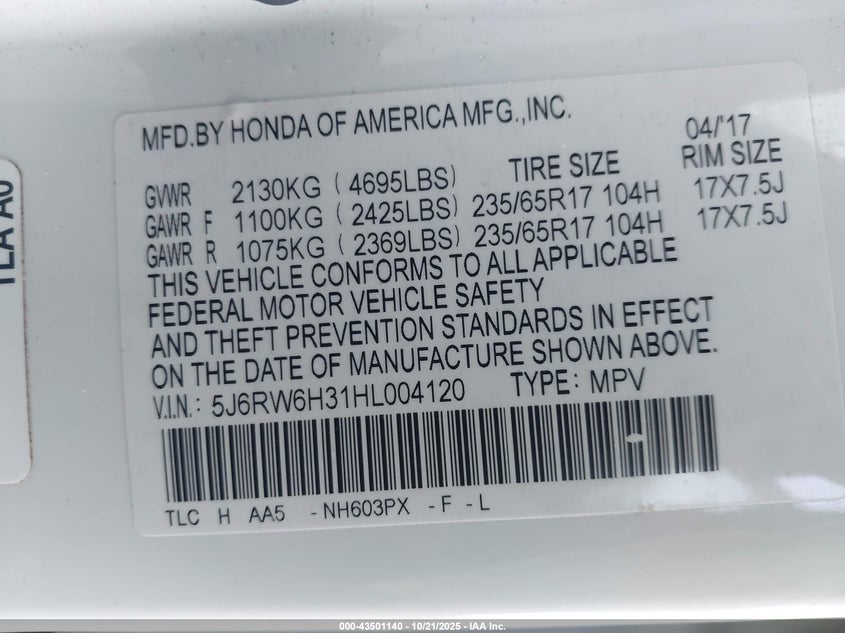 TLA A0
MFD.BY HONDA OF AMERICA MFG.,INC. 04/'17
TIRE SIZE RIM SIZE
GVWR 2130KG ( 4695LBS)
GAWR F 1100KG ( 2425LBS) 235/65R17 104H 17X7.5J
GAWR R 1075KG ( 2369LBS) 235/65R17 104H 17X7.5J
THIS VEHICLE CONFORMS TO ALL APPLICABLE
FEDERAL MOTOR VEHICLE SAFETY
AND THEFT PREVENTION STANDARDS IN EFFECT
ON THE DATE OF MANUFACTURE SHOWN ABOVE.
V.I.N.: 5J6RW6H31HL004120 TYPE: MPV
TLC H AA5 -NH603PX -F -L
000-43501140 - 10/21/2025 - IAA Inc.